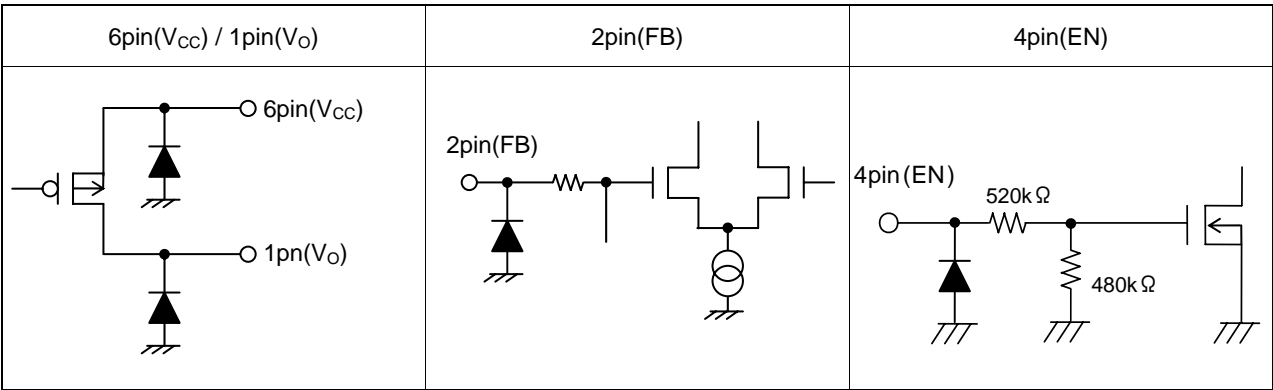 6pin(VCC) / 1pin(VO)
2pin(FB)
4pin(EN)
6pin(VCC)
1pn(VO)
2pin(FB)
4pin(EN)
520kΩ
480kΩ